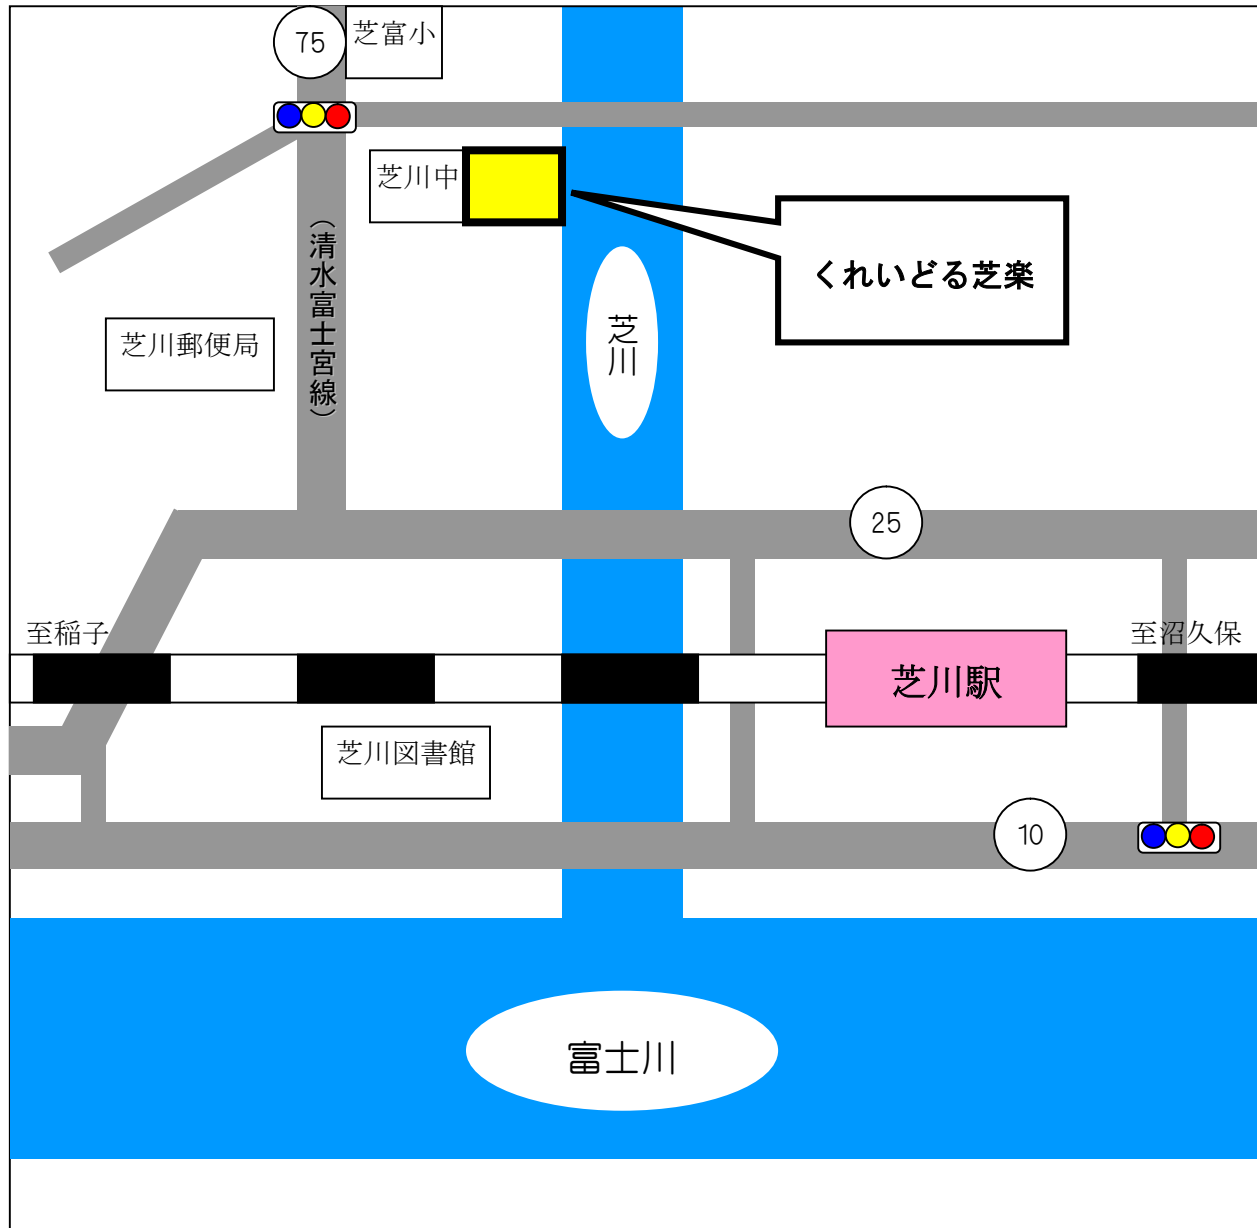 75
芝富小
芝川中
(清水富士宮線)
くれいどる芝楽
芝川
芝川郵便局
25
至稲子
至沼久保
芝川駅
芝川図書館
10
富士川